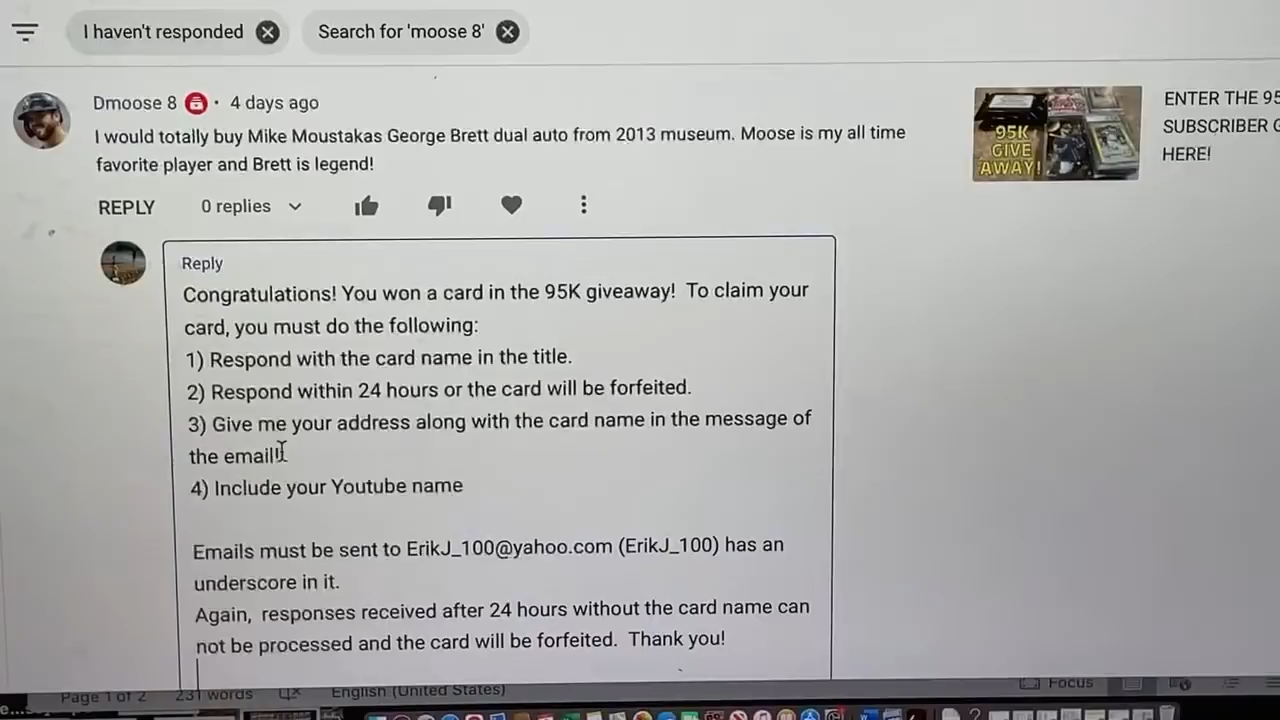 I haven't responded
Search for 'moose 8'
Dmoose 8 · 4 days ago
I would totally buy Mike Moustakas George Brett dual auto from 2013 museum. Moose is my all time
favorite player and Brett is legend!
95K
GIVE
AWAY!
ENTER THE 95
SUBSCRIBER G
HERE!
REPLY
0 replies
Reply
Congratulations! You won a card in the 95K giveaway!  To claim your
card, you must do the following:
1) Respond with the card name in the title.
2) Respond within 24 hours or the card will be forfeited.
3) Give me your address along with the card name in the message of
the email!
4) Include your Youtube name
Emails must be sent to ErikJ_100@yahoo.com (ErikJ_100) has an
underscore in it.
Again,  responses received after 24 hours without the card name can
not be processed and the card will be forfeited.  Thank you!
Page 1 of 2
231 words
English (United States)
Focus